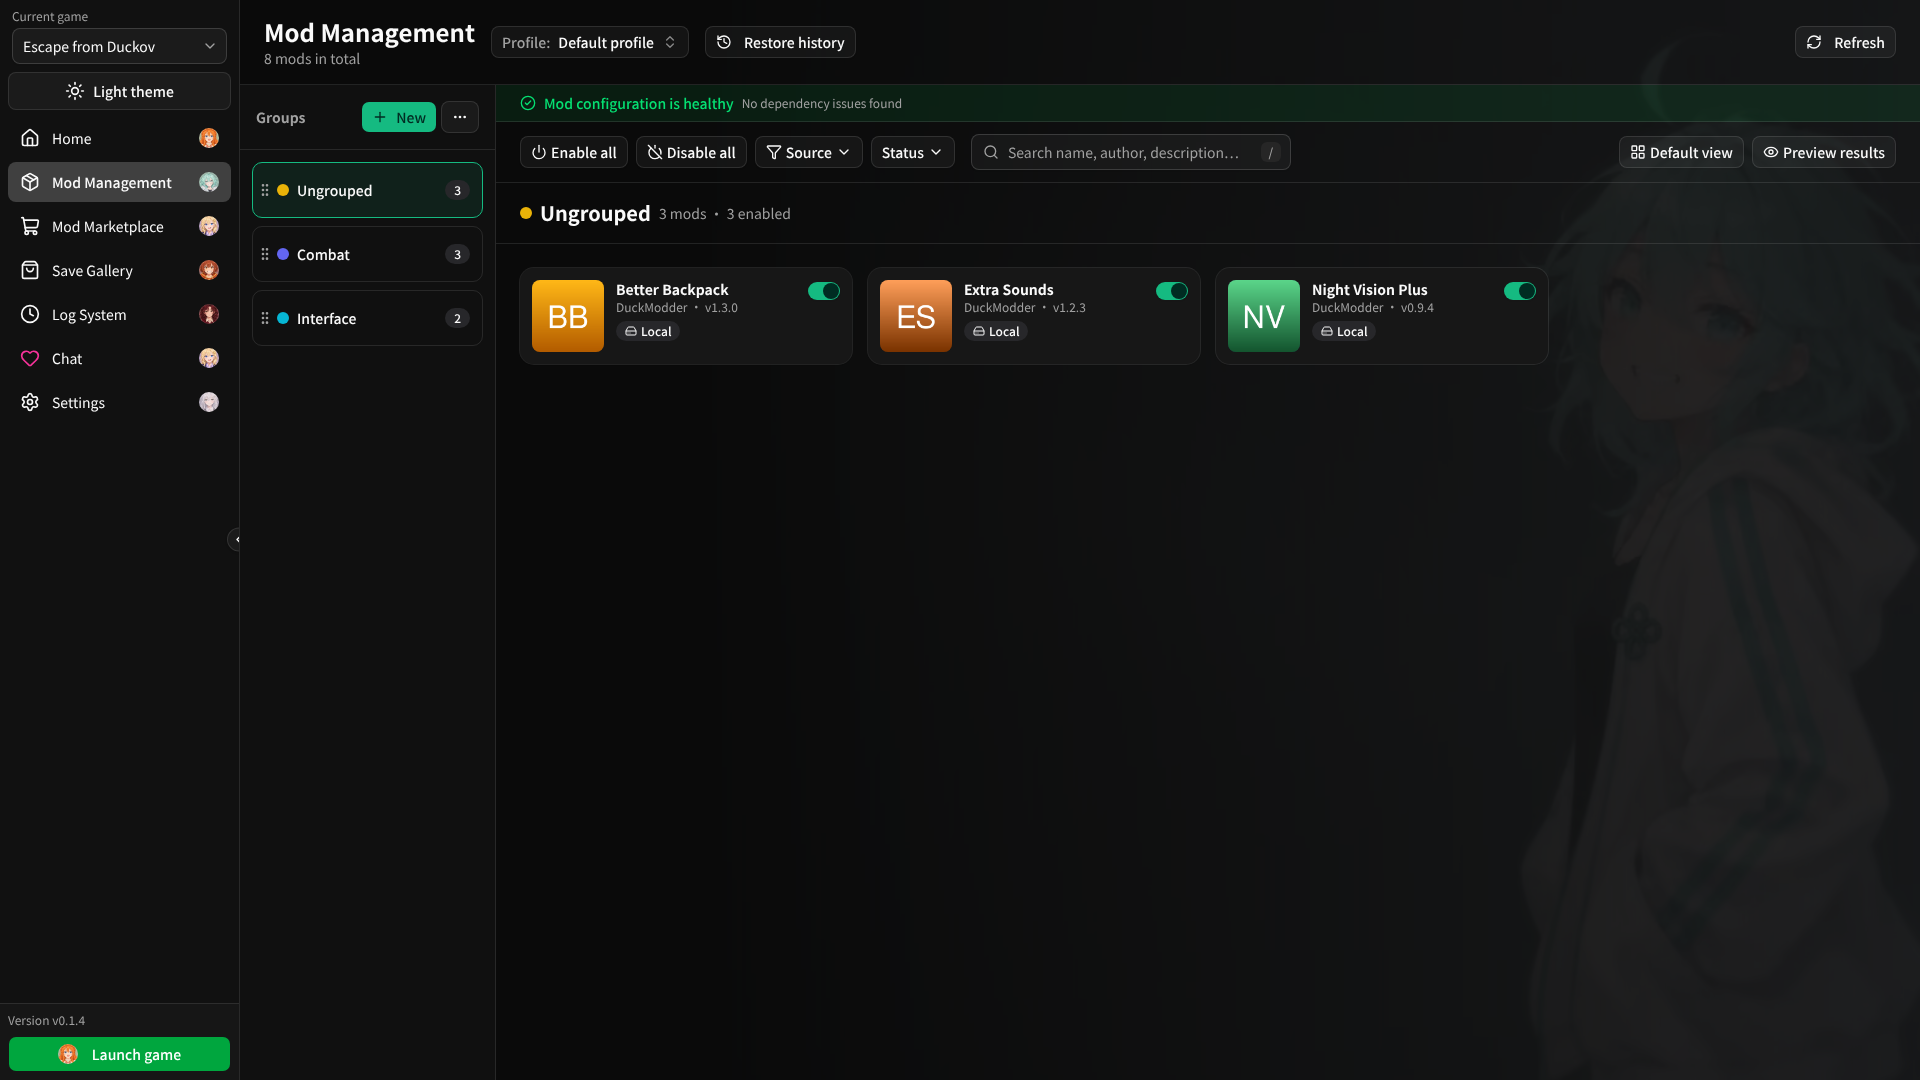 Current game
Escape from Duckov
Light theme
Home
Mod Management
Mod Marketplace
Save Gallery
Log System
Chat
Settings
Version v0.1.4
Launch game
Mod Management
8 mods in total
Profile: Default profile
Restore history
Refresh
Groups
New
Ungrouped 3
Combat 3
Interface 2
Mod configuration is healthy No dependency issues found
Enable all
Disable all
Source
Status
Search name, author, description… /
Default view
Preview results
Ungrouped 3 mods • 3 enabled
BB
Better Backpack
DuckModder • v1.3.0
Local
ES
Extra Sounds
DuckModder • v1.2.3
Local
NV
Night Vision Plus
DuckModder • v0.9.4
Local